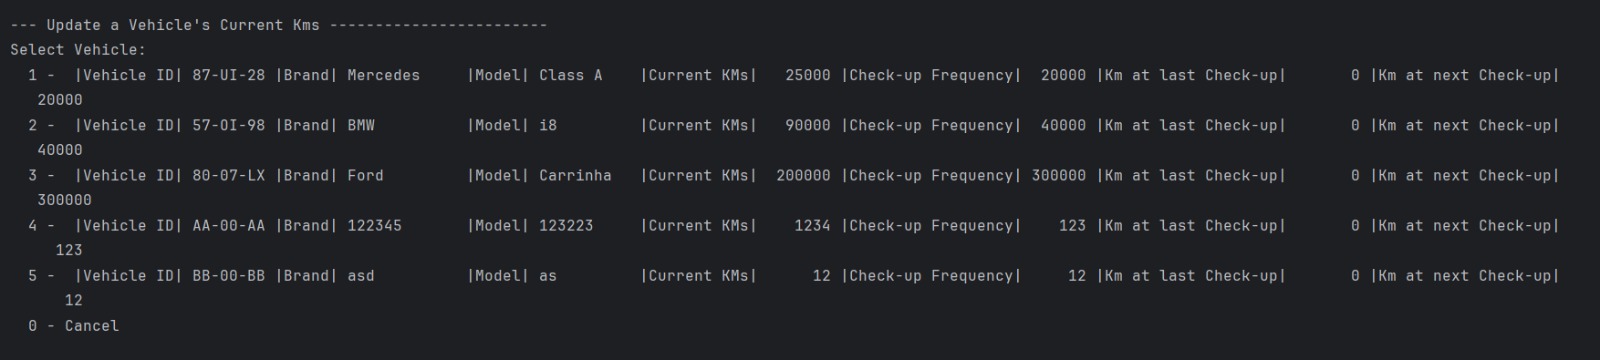 --- Update a Vehicle's Current Kms ------------------------
Select Vehicle:
  1 -  |Vehicle ID| 87-UI-28 |Brand| Mercedes     |Model| Class A    |Current KMs|   25000 |Check-up Frequency|  20000 |Km at last Check-up|       0 |Km at next Check-up|
   20000
  2 -  |Vehicle ID| 57-OI-98 |Brand| BMW          |Model| i8         |Current KMs|   90000 |Check-up Frequency|  40000 |Km at last Check-up|       0 |Km at next Check-up|
   40000
  3 -  |Vehicle ID| 80-07-LX |Brand| Ford         |Model| Carrinha   |Current KMs|  200000 |Check-up Frequency| 300000 |Km at last Check-up|       0 |Km at next Check-up|
   300000
  4 -  |Vehicle ID| AA-00-AA |Brand| 122345       |Model| 123223     |Current KMs|    1234 |Check-up Frequency|    123 |Km at last Check-up|       0 |Km at next Check-up|
     123
  5 -  |Vehicle ID| BB-00-BB |Brand| asd          |Model| as         |Current KMs|      12 |Check-up Frequency|     12 |Km at last Check-up|       0 |Km at next Check-up|
      12
  0 - Cancel